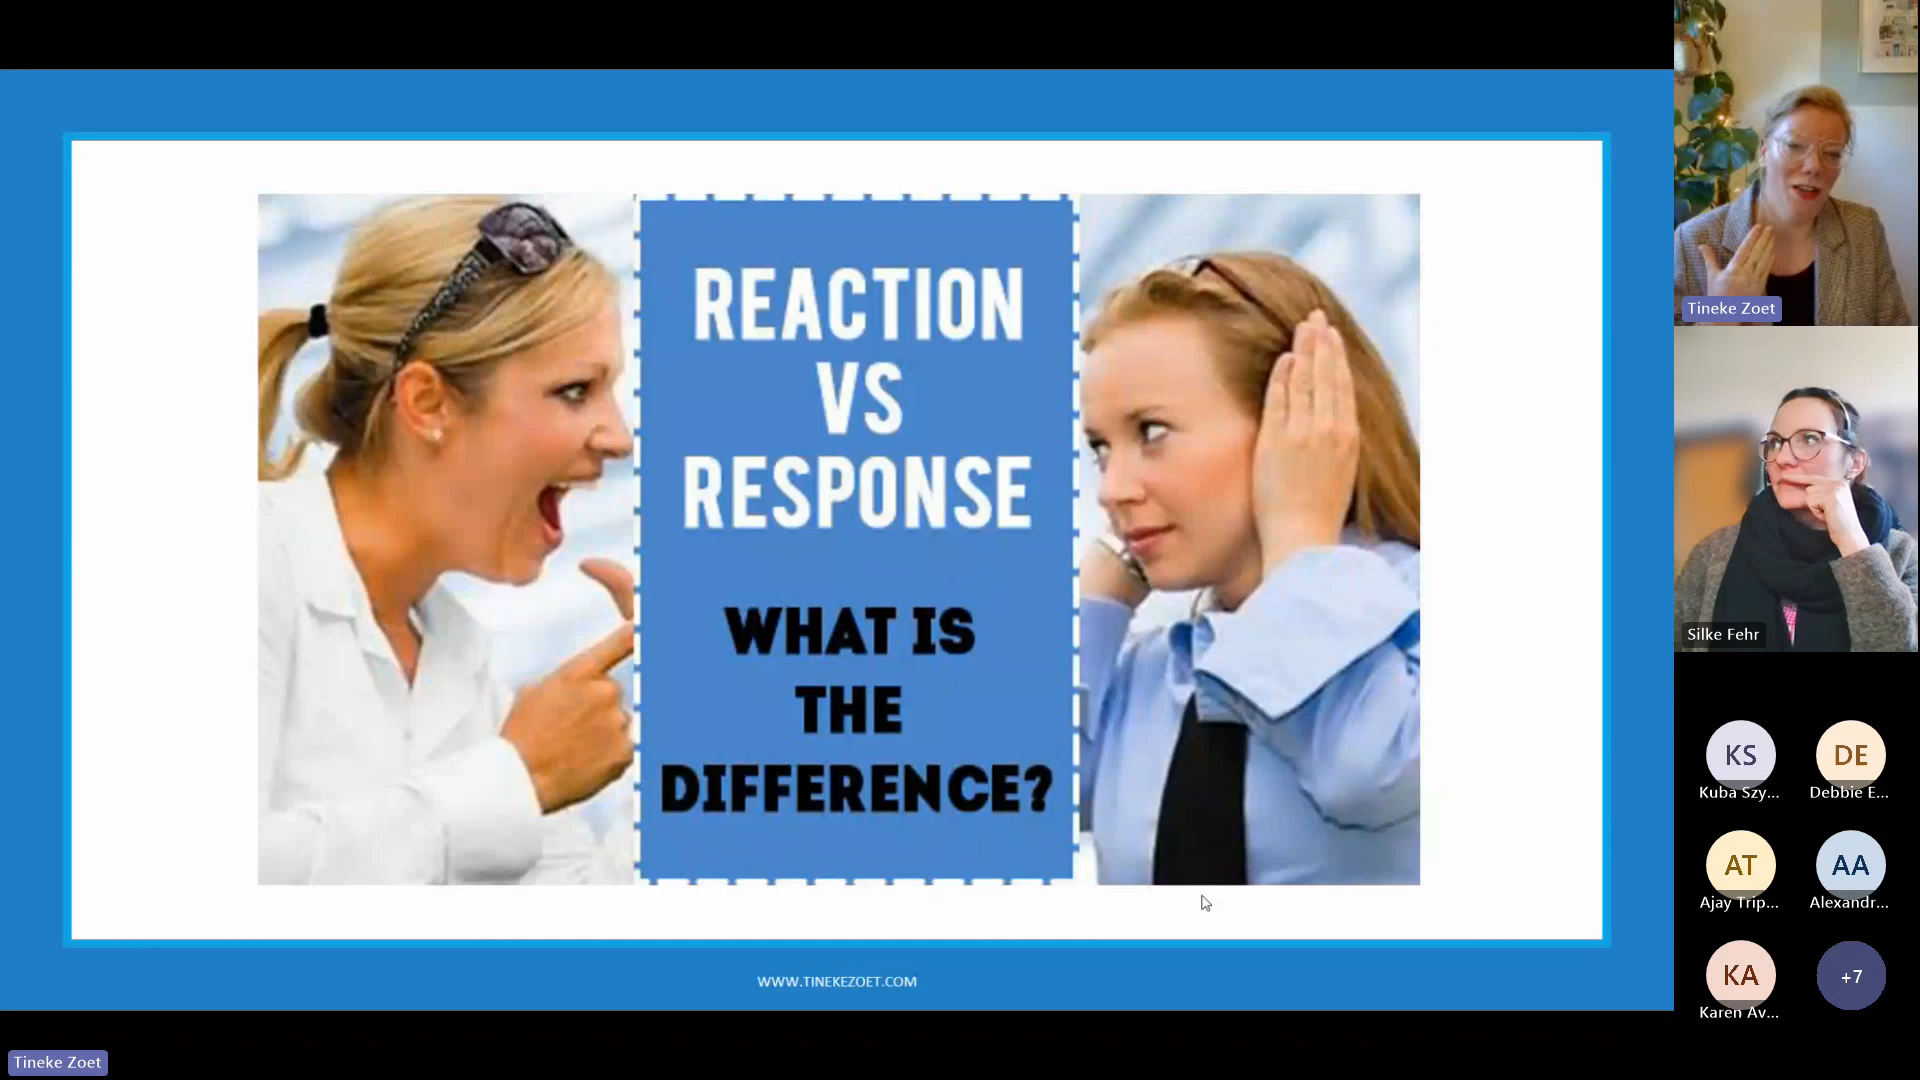 REACTION
VS
RESPONSE
WHAT IS
THE
DIFFERENCE?
WWW.TINEKEZOET.COM
Tineke Zoet
Tineke Zoet
Silke Fehr
KS
DE
Kuba Szy...
Debbie E...
AT
AA
Ajay Trip...
Alexandr...
KA
+7
Karen Av...